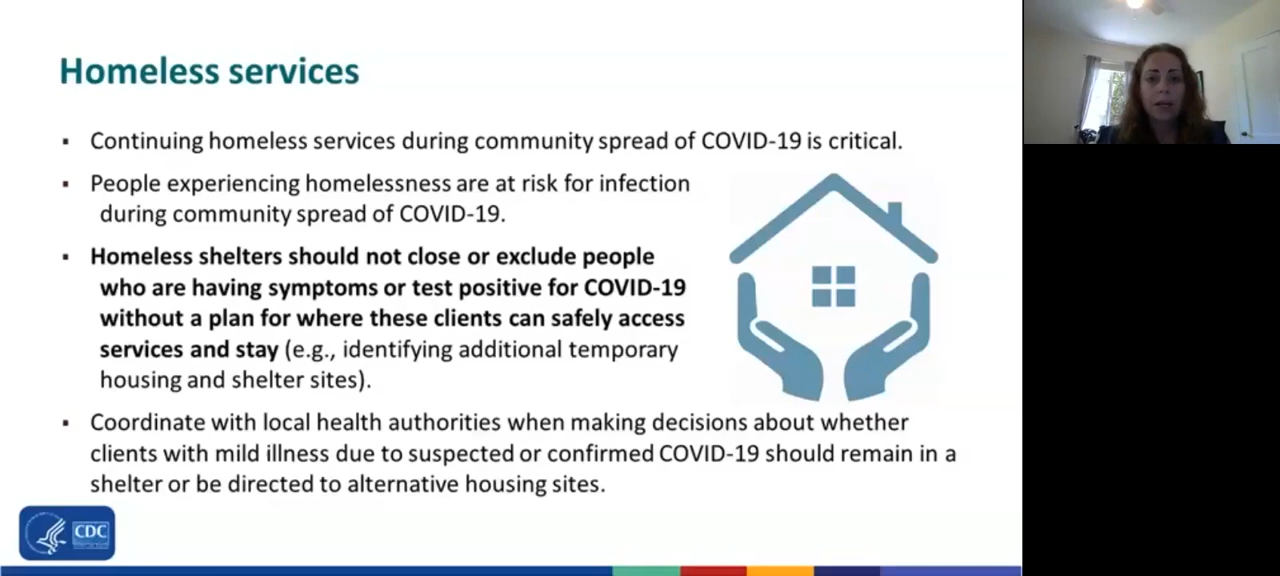 Homeless services
▪ Continuing homeless services during community spread of COVID-19 is critical.
▪ People experiencing homelessness are at risk for infection
during community spread of COVID-19.
▪ Homeless shelters should not close or exclude people
who are having symptoms or test positive for COVID-19
without a plan for where these clients can safely access
services and stay (e.g., identifying additional temporary
housing and shelter sites).
▪ Coordinate with local health authorities when making decisions about whether
clients with mild illness due to suspected or confirmed COVID-19 should remain in a
shelter or be directed to alternative housing sites.
CDC